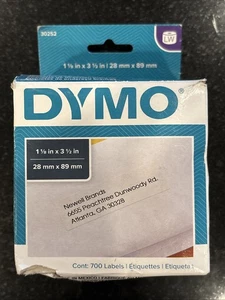 30252
LW
1 1/8 in x 3 1/2 in | 28 mm x 89 mm
DYMO
1 1/8 in x 3 1/2 in
28 mm x 89 mm
Newell Brands
6655 Peachtree Dunwoody Rd.
Atlanta, GA 30328
Cont: 700 Labels | Étiquettes | Etiqueta